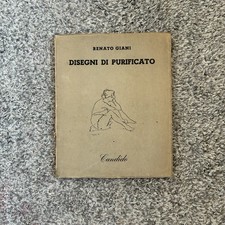 RENATO GIANI
DISEGNI DI PURIFICATO
Candido